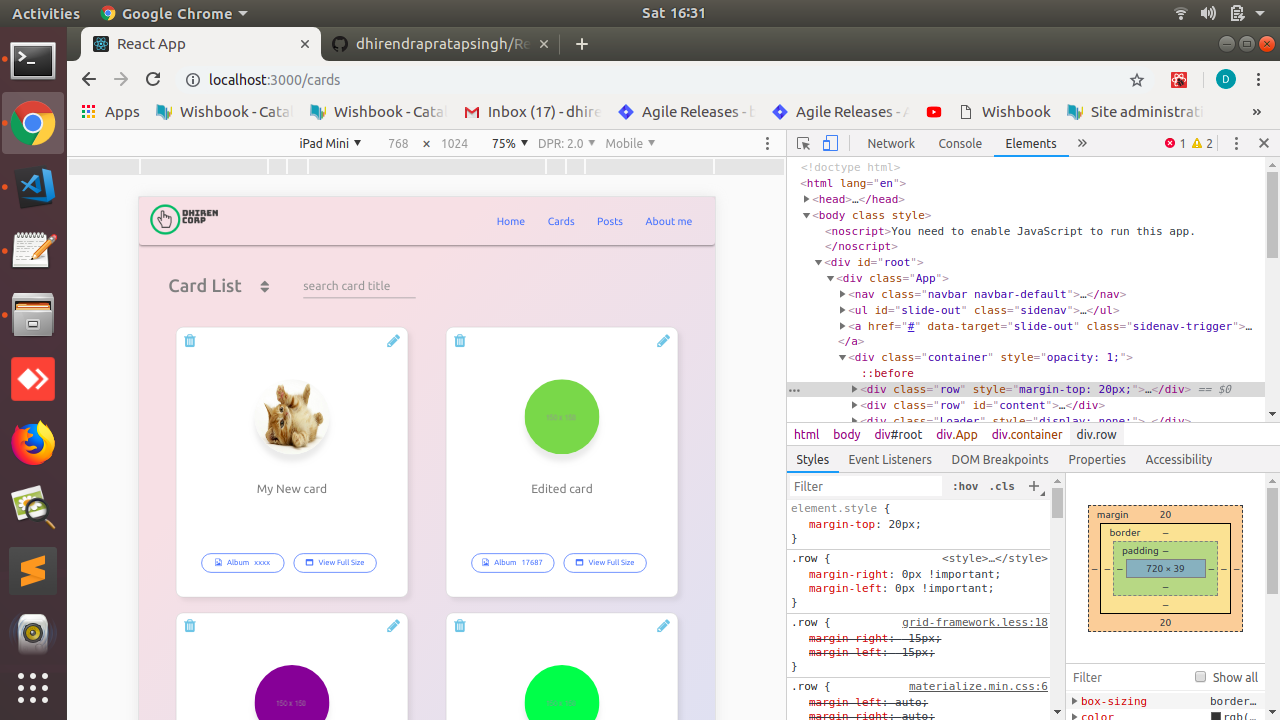 Activities Google Chrome Sat 16:31
React App dhirendrapratapsingh/Re
localhost:3000/cards D
Apps Wishbook - Catal Wishbook - Catal Inbox (17) - dhire Agile Releases - b Agile Releases - A Wishbook Site administrati »
iPad Mini 768 × 1024 75% DPR: 2.0 Mobile
DHIREN
CORP
Home Cards Posts About me
Card List search card title
My New card
Album xxxx View Full Size
150 x 150
Edited card
Album 17687 View Full Size
150 x 150
Network Console Elements » 1 2
<!doctype html>
<html lang="en">
<head>…</head>
<body class style>
<noscript>You need to enable JavaScript to run this app.
</noscript>
<div id="root">
<div class="App">
<nav class="navbar navbar-default">…</nav>
<ul id="slide-out" class="sidenav">…</ul>
<a href="#" data-target="slide-out" class="sidenav-trigger">…
</a>
<div class="container" style="opacity: 1;">
::before
… <div class="row" style="margin-top: 20px;">…</div> == $0
<div class="row" id="content">…</div>
<div class="Loader" style="display: none;">…</div>
html body div#root div.App div.container div.row
Styles Event Listeners DOM Breakpoints Properties Accessibility
Filter :hov .cls +
element.style {
margin-top: 20px;
}
.row { <style>…</style>
margin-right: 0px !important;
margin-left: 0px !important;
}
.row { grid-framework.less:18
margin-right: -15px;
margin-left: -15px;
}
.row { materialize.min.css:6
margin-left: auto;
margin-right: auto;
margin 20
border –
padding –
– – – 720 × 39 – – –
–
–
20
Filter Show all
box-sizing border…
color rgb(…